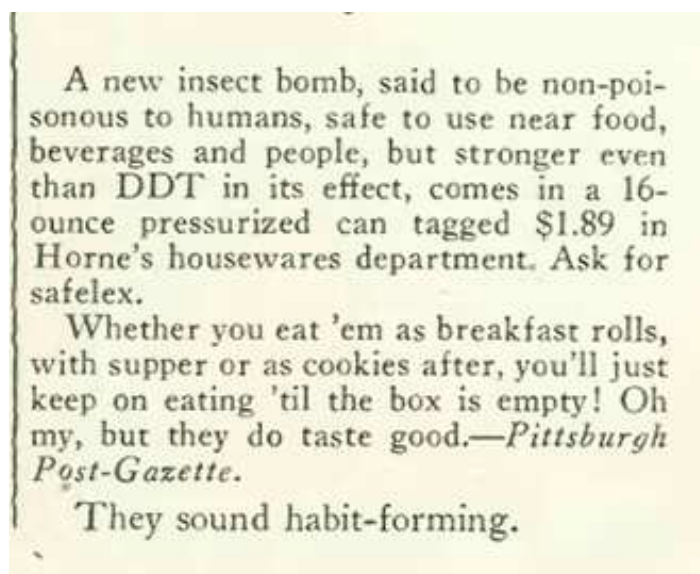 A new insect bomb, said to be non-poi-
sonous to humans, safe to use near food,
beverages and people, but stronger even
than DDT in its effect, comes in a 16-
ounce pressurized can tagged $1.89 in
Horne's housewares department. Ask for
safelex.
Whether you eat 'em as breakfast rolls,
with supper or as cookies after, you'll just
keep on eating 'til the box is empty! Oh
my, but they do taste good.—Pittsburgh
Post-Gazette.
They sound habit-forming.